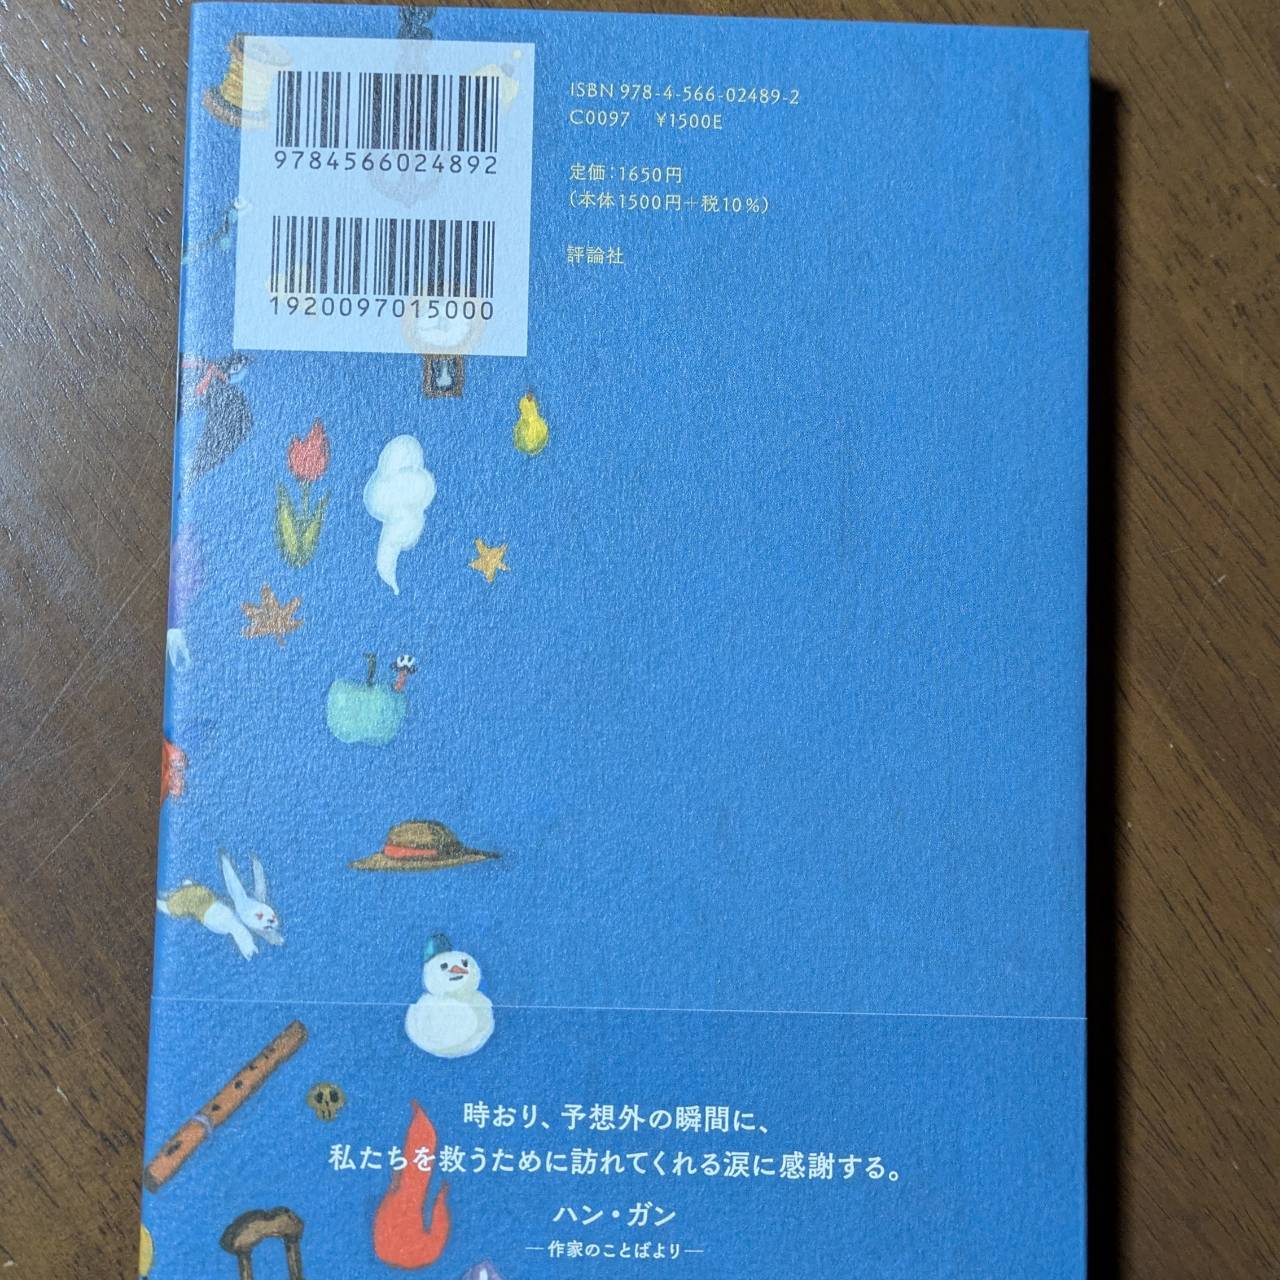 9784566024892
1920097015000
ISBN 978-4-566-02489-2
C0097 ¥1500E
定価：1650円
（本体1500円＋税10%）
評論社
時おり、予想外の瞬間に、
私たちを救うために訪れてくれる涙に感謝する。
ハン・ガン
―作家のことばより―